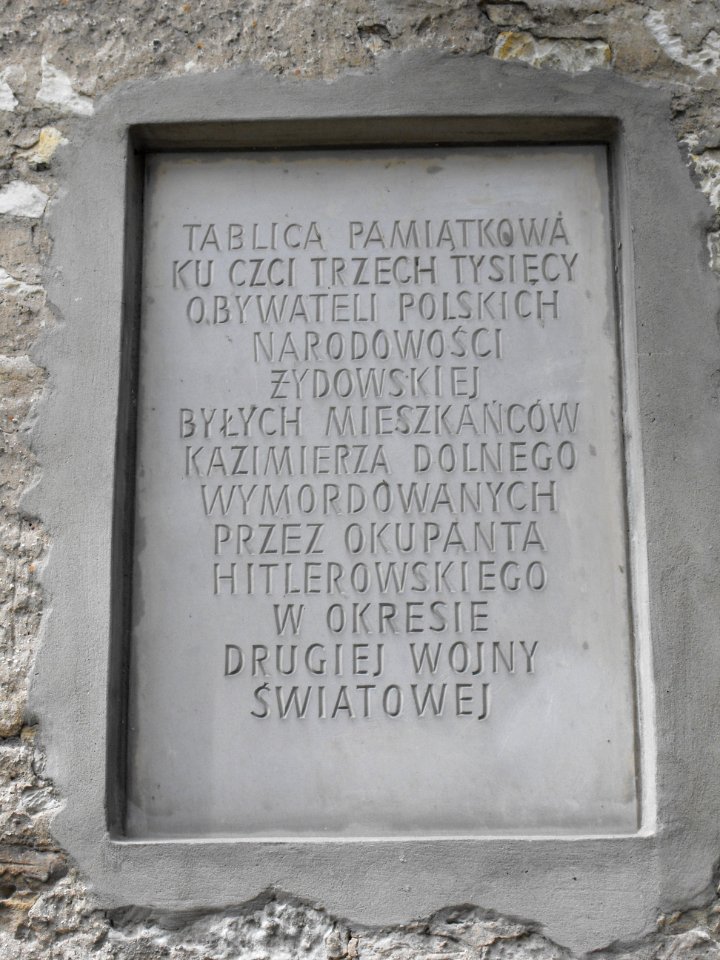 TABLICA PAMIĄTKOWA
KU CZCI TRZECH TYSIĘCY
OBYWATELI POLSKICH
NARODOWOŚCI
ŻYDOWSKIEJ
BYŁYCH MIESZKAŃCÓW
KAZIMIERZA DOLNEGO
WYMORDOWANYCH
PRZEZ OKUPANTA
HITLEROWSKIEGO
W OKRESIE
DRUGIEJ WOJNY
ŚWIATOWEJ